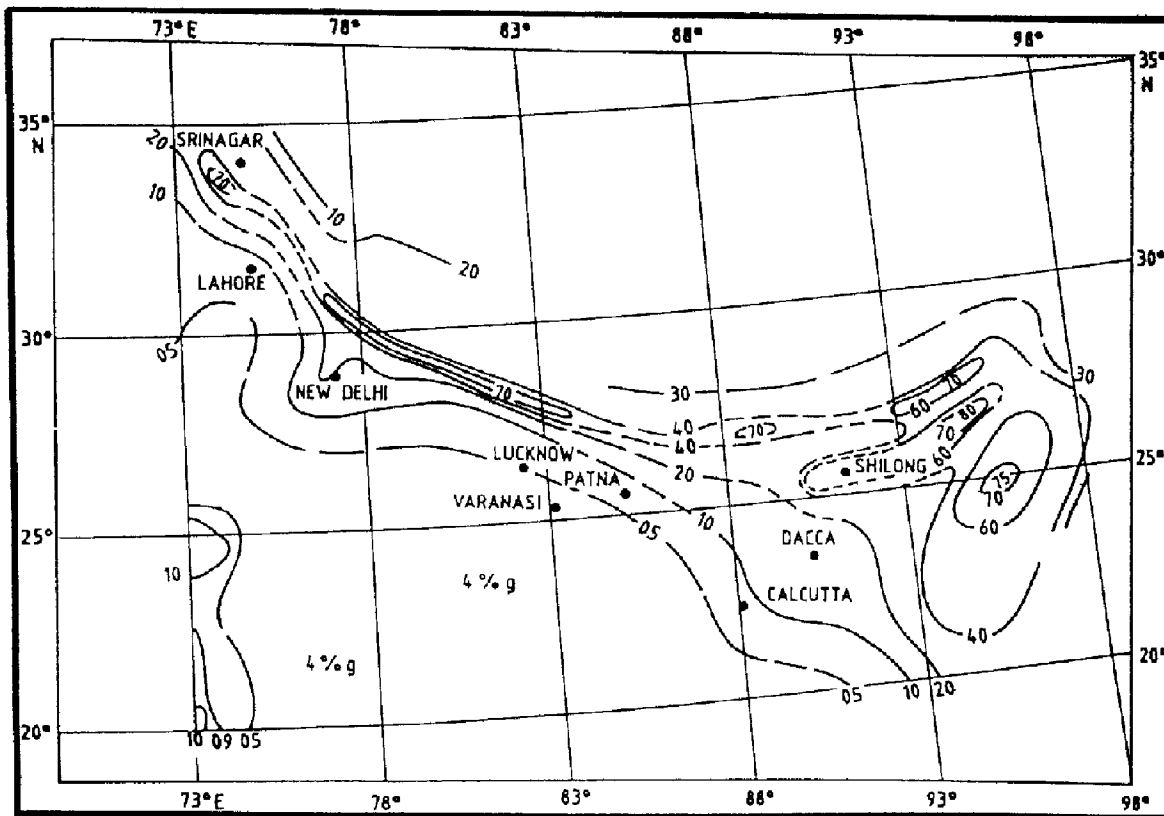 73°E 78° 83° 88° 93° 98°
35°
N
35°
N
20
SRINAGAR
70
10
10
20
LAHORE
30°
30°
05
NEW DELHI
70
30
30
40
40
70
60
70
80
70
60
LUCKNOW
PATNA
20
SHILONG
25°
75
70
60
VARANASI
25°
05
10
DACCA
10
4 % g
CALCUTTA
40
20°
4 % g
05
10
20
20°
10 09 05
73°E 78° 83° 88° 93° 98°